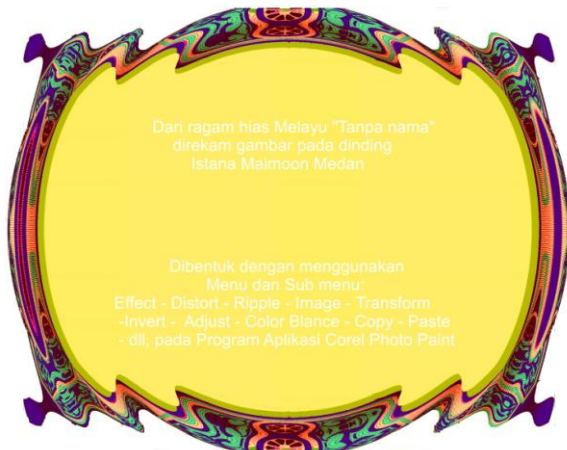 Dari ragam hias Melayu "Tanpa nama"
direkam gambar pada dinding
Istana Maimoon Medan
Dibentuk dengan menggunakan
Menu dan Sub menu:
Effect - Distort - Ripple - Image - Transform
-Invert - Adjust - Color Blance - Copy - Paste
- dll, pada Program Aplikasi Corel Photo Paint